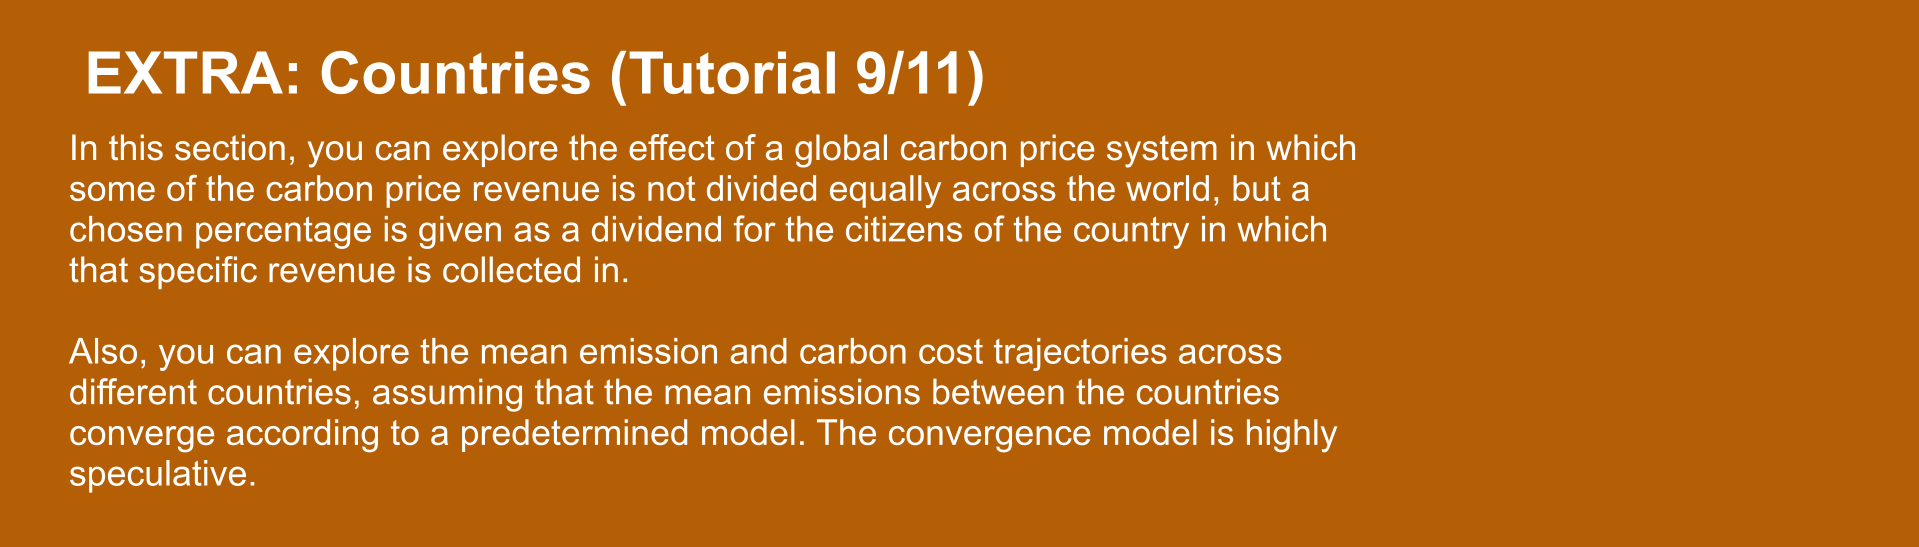 EXTRA: Countries (Tutorial 9/11)
In this section, you can explore the effect of a global carbon price system in which
some of the carbon price revenue is not divided equally across the world, but a
chosen percentage is given as a dividend for the citizens of the country in which
that specific revenue is collected in.
Also, you can explore the mean emission and carbon cost trajectories across
different countries, assuming that the mean emissions between the countries
converge according to a predetermined model. The convergence model is highly
speculative.